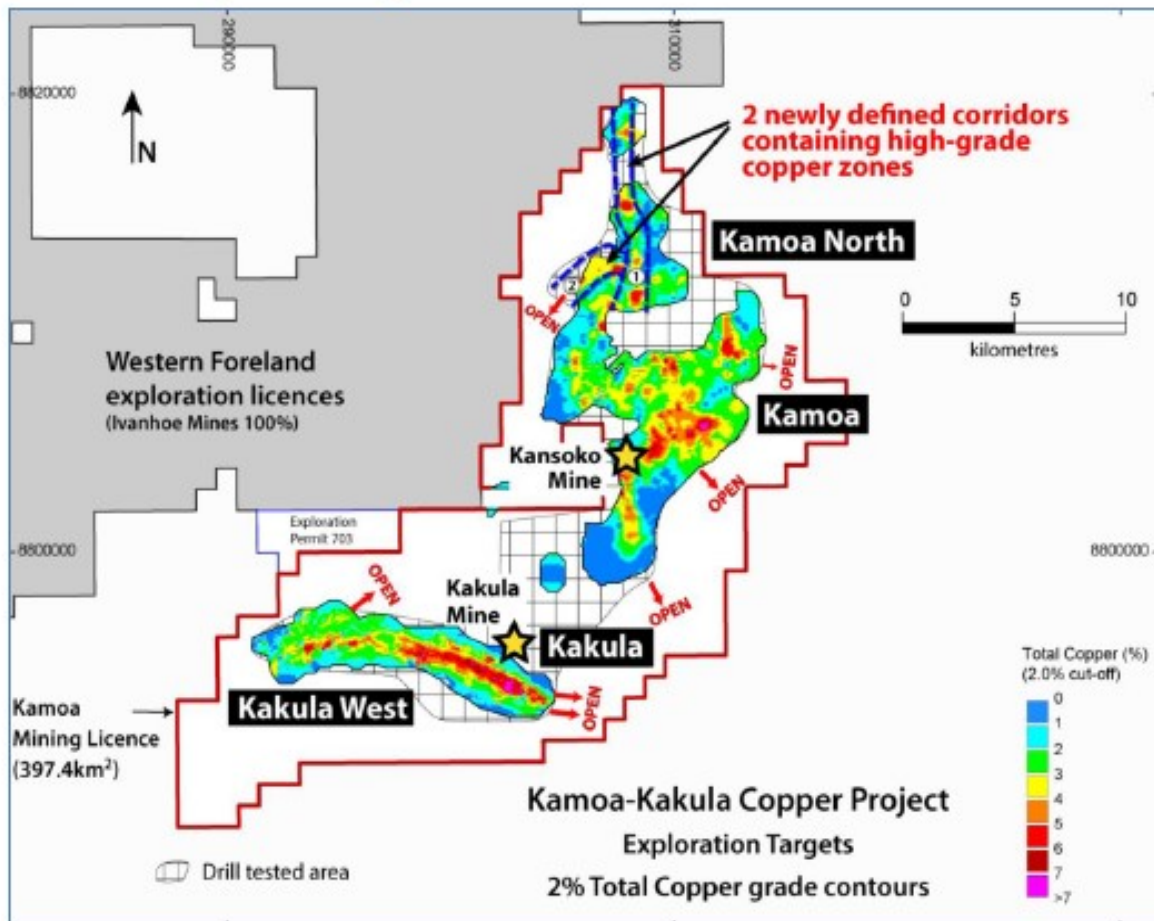 290000
310000
8820000
N
2 newly defined corridors
containing high-grade
copper zones
Kamoa North
1
2
OPEN
0 5 10
kilometres
Western Foreland
exploration licences
(Ivanhoe Mines 100%)
OPEN
Kamoa
Kansoko
Mine
OPEN
Exploration
Permit 703
8800000
8800000
OPEN
Kakula
Mine
OPEN
Kakula
Kakula West
OPEN
Total Copper (%)
(2.0% cut-off)
0
1
2
3
4
5
6
7
>7
Kamoa
Mining Licence
(397.4km²)
Kamoa-Kakula Copper Project
Exploration Targets
2% Total Copper grade contours
Drill tested area